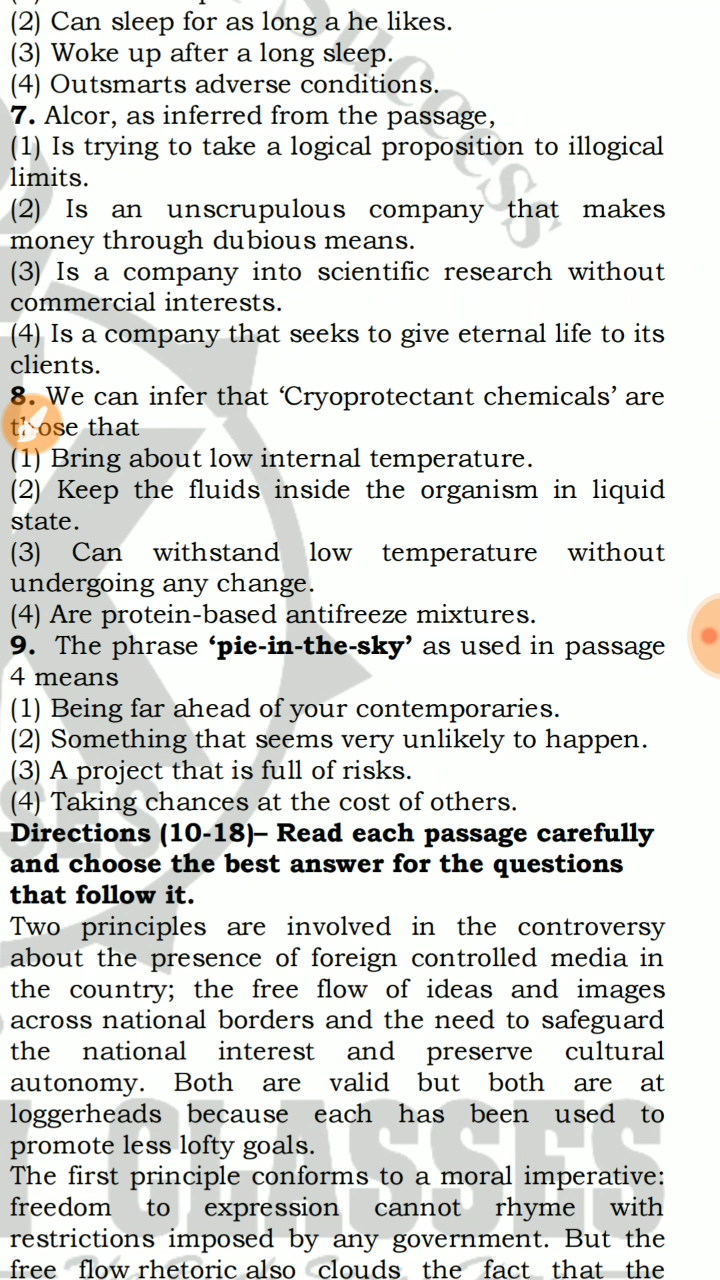 (2) Can sleep for as long a he likes.
(3) Woke up after a long sleep.
(4) Outsmarts adverse conditions.
7. Alcor, as inferred from the passage,
(1) Is trying to take a logical proposition to illogical
limits.
(2) Is an unscrupulous company that makes
money through dubious means.
(3) Is a company into scientific research without
commercial interests.
(4) Is a company that seeks to give eternal life to its
clients.
8. We can infer that ‘Cryoprotectant chemicals’ are
those that
(1) Bring about low internal temperature.
(2) Keep the fluids inside the organism in liquid
state.
(3) Can withstand low temperature without
undergoing any change.
(4) Are protein-based antifreeze mixtures.
9. The phrase ‘pie-in-the-sky’ as used in passage
4 means
(1) Being far ahead of your contemporaries.
(2) Something that seems very unlikely to happen.
(3) A project that is full of risks.
(4) Taking chances at the cost of others.
Directions (10-18)– Read each passage carefully
and choose the best answer for the questions
that follow it.
Two principles are involved in the controversy
about the presence of foreign controlled media in
the country; the free flow of ideas and images
across national borders and the need to safeguard
the national interest and preserve cultural
autonomy. Both are valid but both are at
loggerheads because each has been used to
promote less lofty goals.
The first principle conforms to a moral imperative:
freedom to expression cannot rhyme with
restrictions imposed by any government. But the
free flow rhetoric also clouds the fact that the
Success
CLASSES